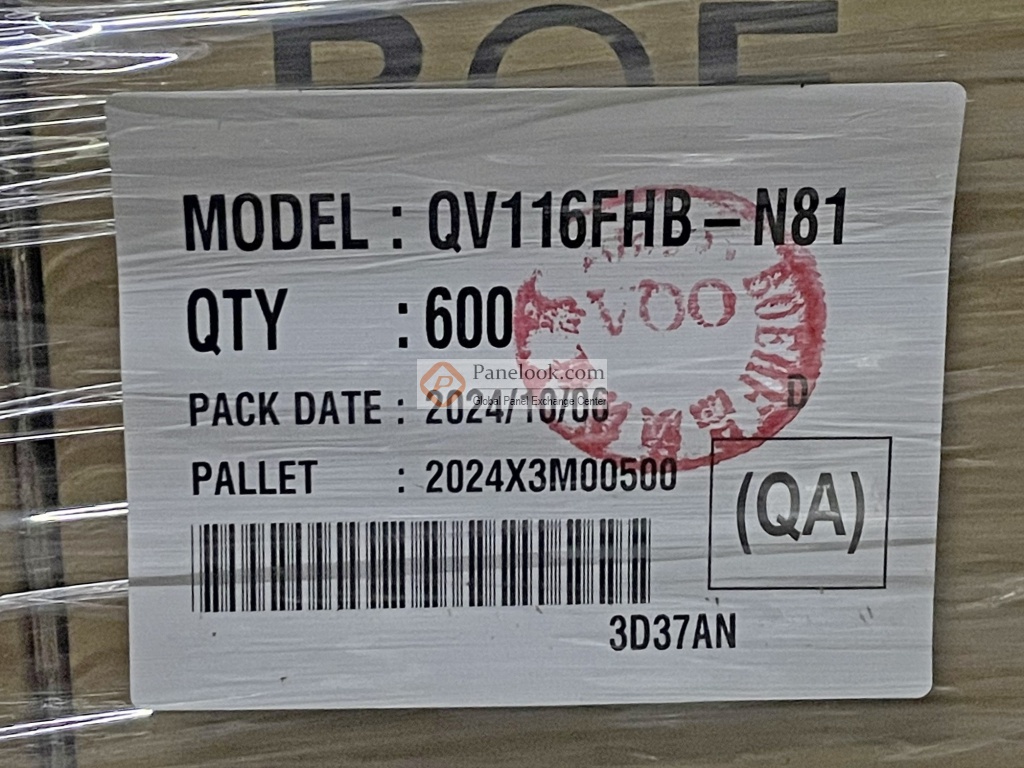 BOE
MODEL : QV116FHB-N81
QTY : 600
Panelook.com
Global Panel Exchange Center
PACK DATE : 2024/10/
D
PALLET : 2024X3M00500
(QA)
3D37AN
VOO